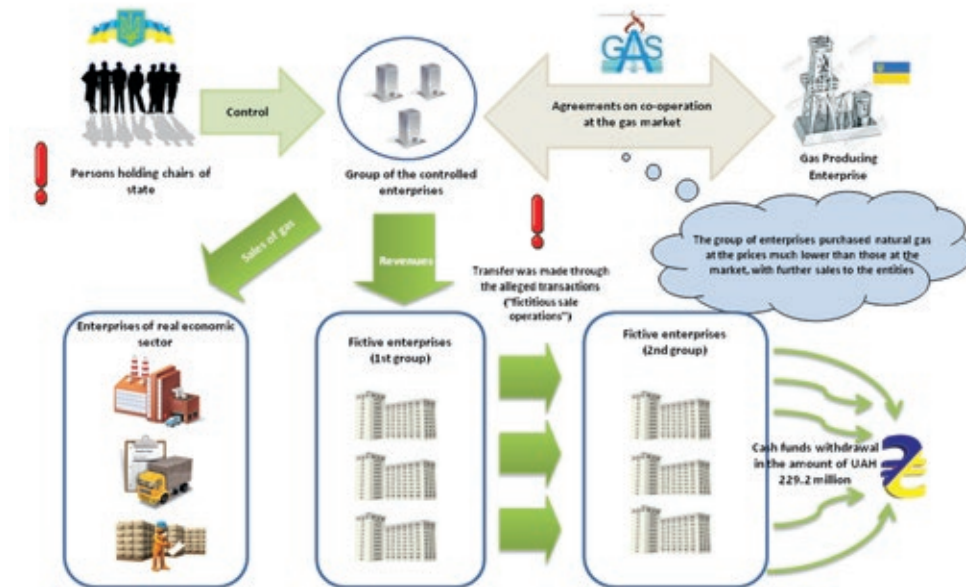 GAS
Control
Agreements on co-operation
at the gas market
Persons holding chairs of
state
Group of the controlled
enterprises
Gas Producing
Enterprise
Sales of gas
Revenues
The group of enterprises purchased natural gas
at the prices much lower than those at the
market, with further sales to the entities
Transfer was made through
the alleged transactions
("fictitious sale
operations")
Enterprises of real economic
sector
Fictive enterprises
(1st group)
Fictive enterprises
(2nd group)
Cash funds withdrawal
in the amount of UAH
229.2 million